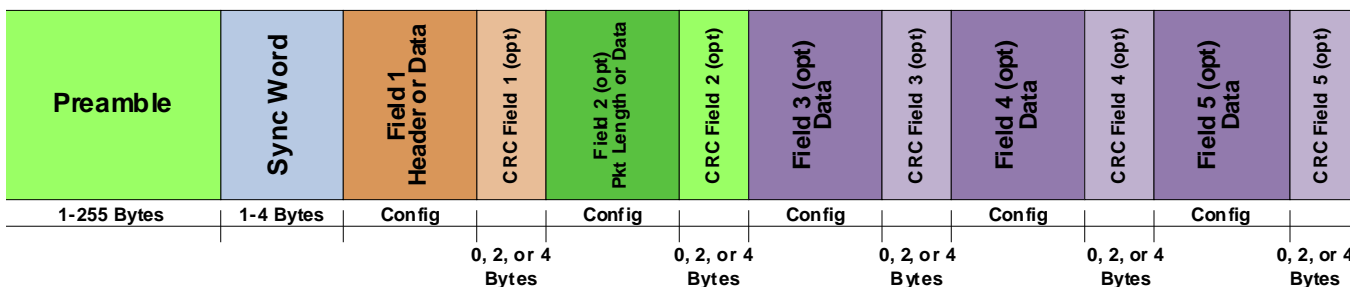 Preamble
Sync Word
Field 1
Header or Data
CRC Field 1 (opt)
Field 2 (opt)
Pkt Length or Data
CRC Field 2 (opt)
Field 3 (opt)
Data
CRC Field 3 (opt)
Field 4 (opt)
Data
CRC Field 4 (opt)
Field 5 (opt)
Data
CRC Field 5 (opt)
1-255 Bytes
1-4 Bytes
Config
Config
Config
Config
Config
0, 2, or 4
Bytes
0, 2, or 4
Bytes
0, 2, or 4
Bytes
0, 2, or 4
Bytes
0, 2, or 4
Bytes